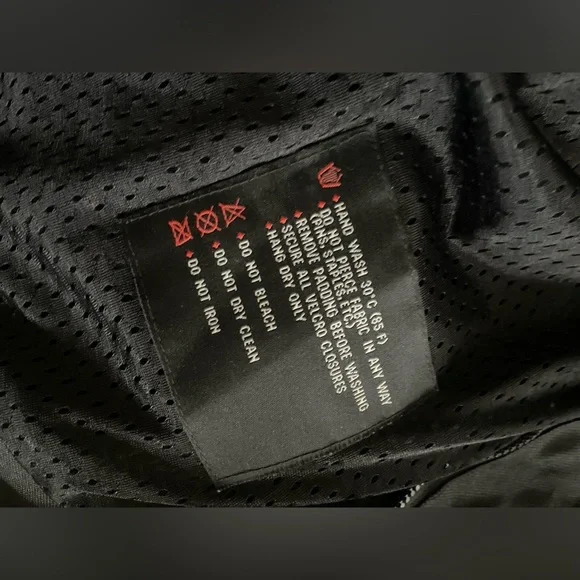 ♦ HAND WASH 30°C (85 F)
♦ DO NOT PIERCE FABRIC IN ANY WAY
(PINS, STAPLES, ETC.)
♦ REMOVE PADDING BEFORE WASHING
♦ SECURE ALL VELCRO CLOSURES
♦ HANG DRY ONLY
♦ DO NOT BLEACH
♦ DO NOT DRY CLEAN
♦ DO NOT IRON